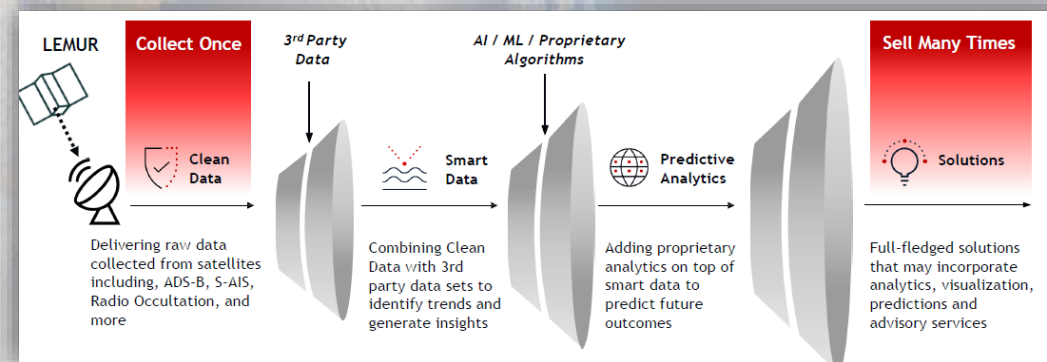 LEMUR
Collect Once
3rd Party
Data
AI / ML / Proprietary
Algorithms
Sell Many Times
Clean
Data
Smart
Data
Predictive
Analytics
Solutions
Delivering raw data
collected from satellites
including, ADS-B, S-AIS,
Radio Occultation, and
more
Combining Clean
Data with 3rd
party data sets to
identify trends and
generate insights
Adding proprietary
analytics on top of
smart data to
predict future
outcomes
Full-fledged solutions
that may incorporate
analytics, visualization,
predictions and
advisory services